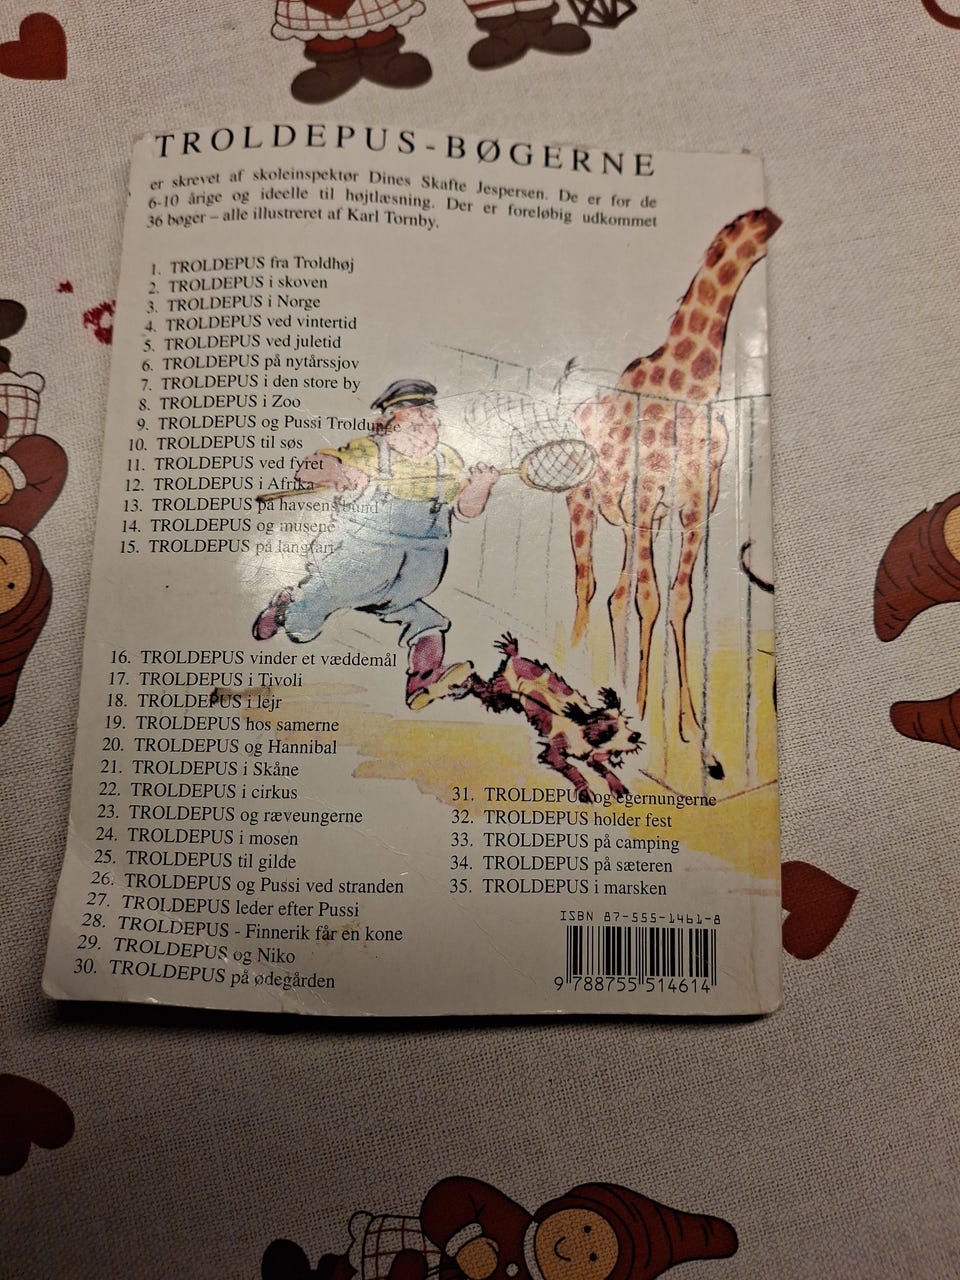 TROLDEPUS-BØGERNE
er skrevet af skoleinspektør Dines Skafte Jespersen. De er for de
6-10 årige og ideelle til højtlæsning. Der er foreløbig udkommet
36 bøger – alle illustreret af Karl Tornby.
1. TROLDEPUS fra Troldhøj
2. TROLDEPUS i skoven
3. TROLDEPUS i Norge
4. TROLDEPUS ved vintertid
5. TROLDEPUS ved juletid
6. TROLDEPUS på nytårssjov
7. TROLDEPUS i den store by
8. TROLDEPUS i Zoo
9. TROLDEPUS og Pussi Troldunge
10. TROLDEPUS til søs
11. TROLDEPUS ved fyret
12. TROLDEPUS i Afrika
13. TROLDEPUS på havsens bund
14. TROLDEPUS og musene
15. TROLDEPUS på langfart
16. TROLDEPUS vinder et væddemål
17. TROLDEPUS i Tivoli
18. TROLDEPUS i lejr
19. TROLDEPUS hos samerne
20. TROLDEPUS og Hannibal
21. TROLDEPUS i Skåne
22. TROLDEPUS i cirkus
23. TROLDEPUS og ræveungerne
24. TROLDEPUS i mosen
25. TROLDEPUS til gilde
26. TROLDEPUS og Pussi ved stranden
27. TROLDEPUS leder efter Pussi
28. TROLDEPUS - Finnerik får en kone
29. TROLDEPUS og Niko
30. TROLDEPUS på ødegården
31. TROLDEPUS og egernungerne
32. TROLDEPUS holder fest
33. TROLDEPUS på camping
34. TROLDEPUS på sæteren
35. TROLDEPUS i marsken
ISBN 87-555-1461-8
9 788755 514614